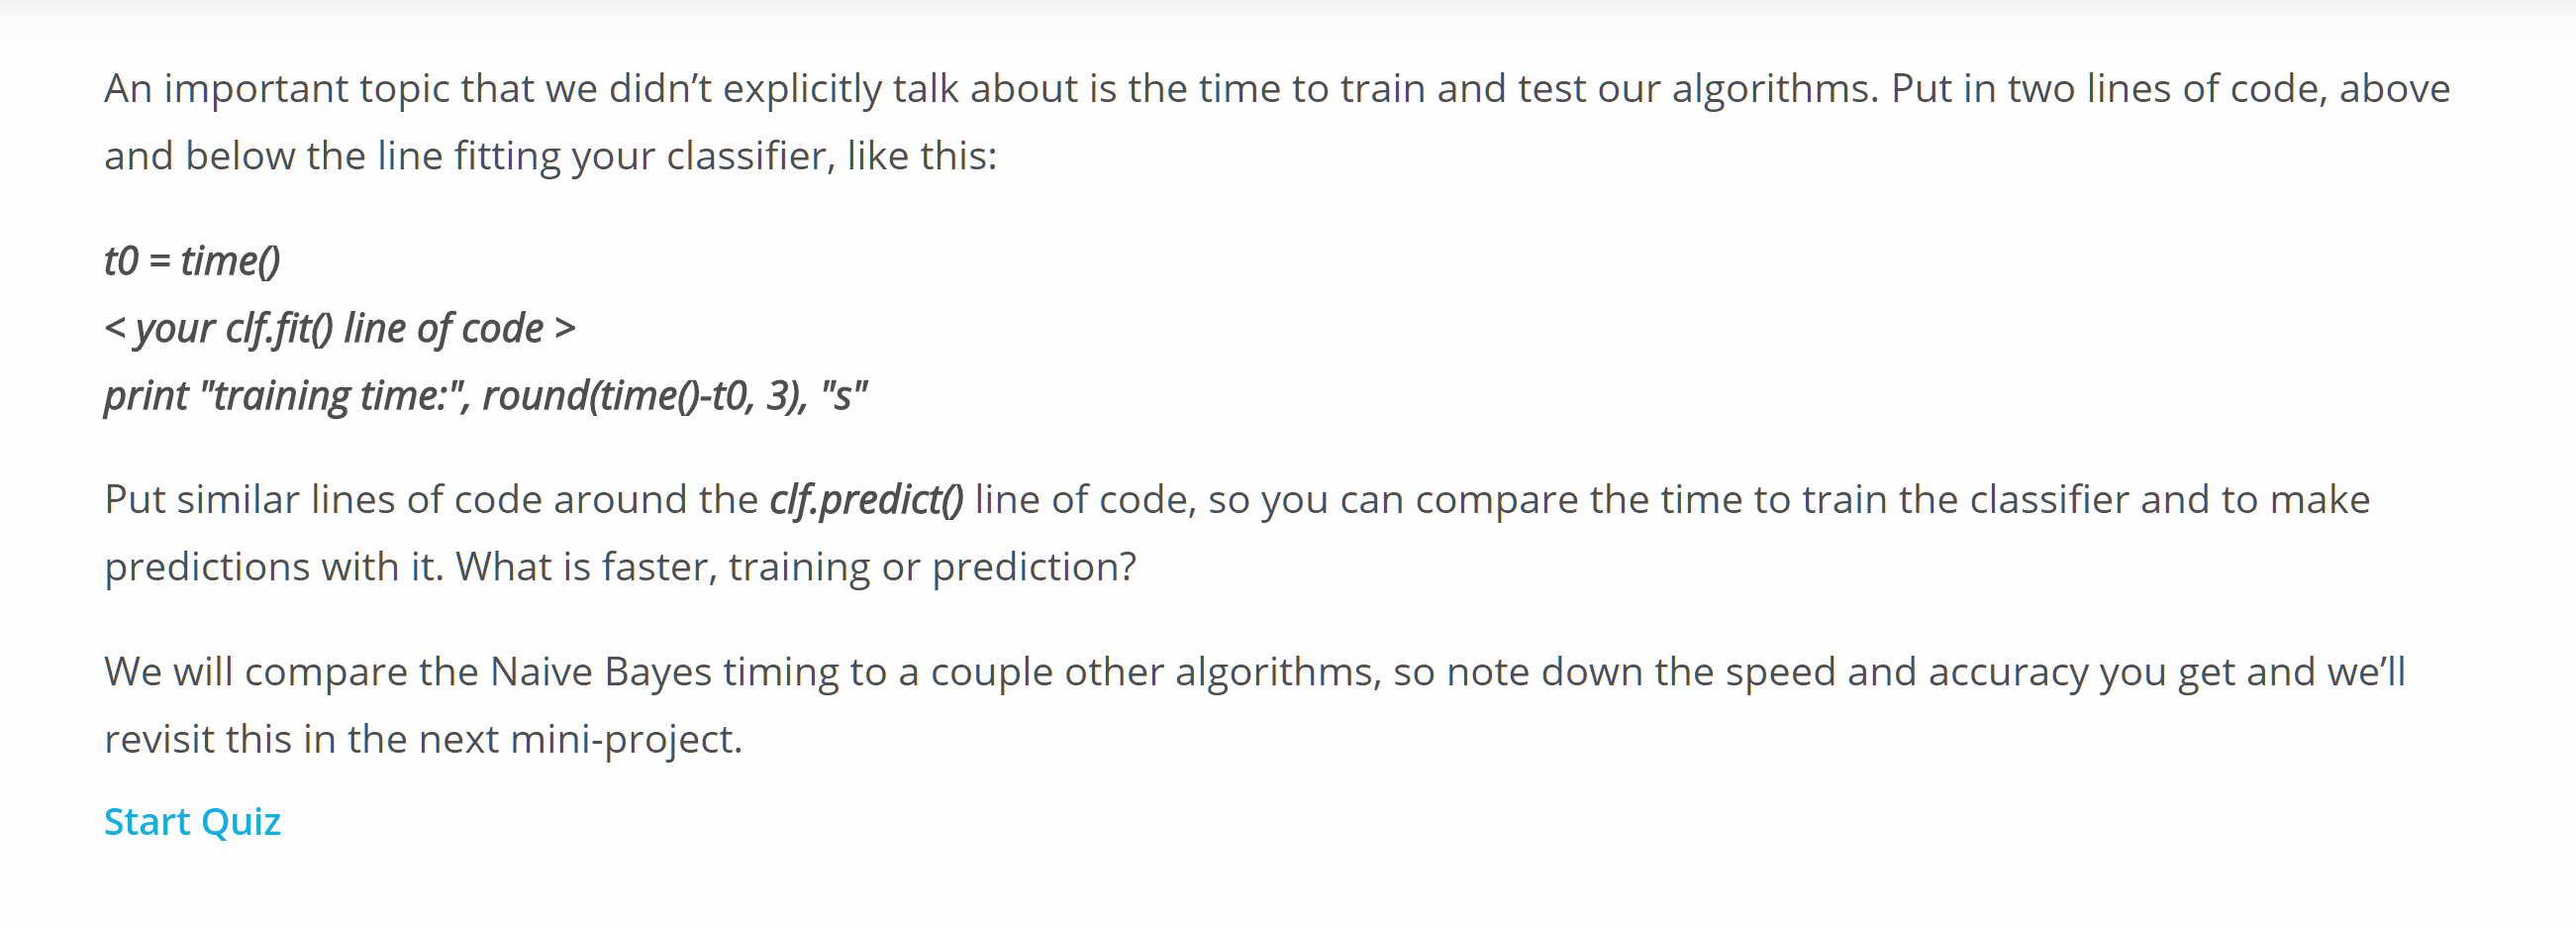 An important topic that we didn’t explicitly talk about is the time to train and test our algorithms. Put in two lines of code, above
and below the line fitting your classifier, like this:
t0 = time()
< your clf.fit() line of code >
print "training time:", round(time()-t0, 3), "s"
Put similar lines of code around the clf.predict() line of code, so you can compare the time to train the classifier and to make
predictions with it. What is faster, training or prediction?
We will compare the Naive Bayes timing to a couple other algorithms, so note down the speed and accuracy you get and we’ll
revisit this in the next mini-project.
Start Quiz